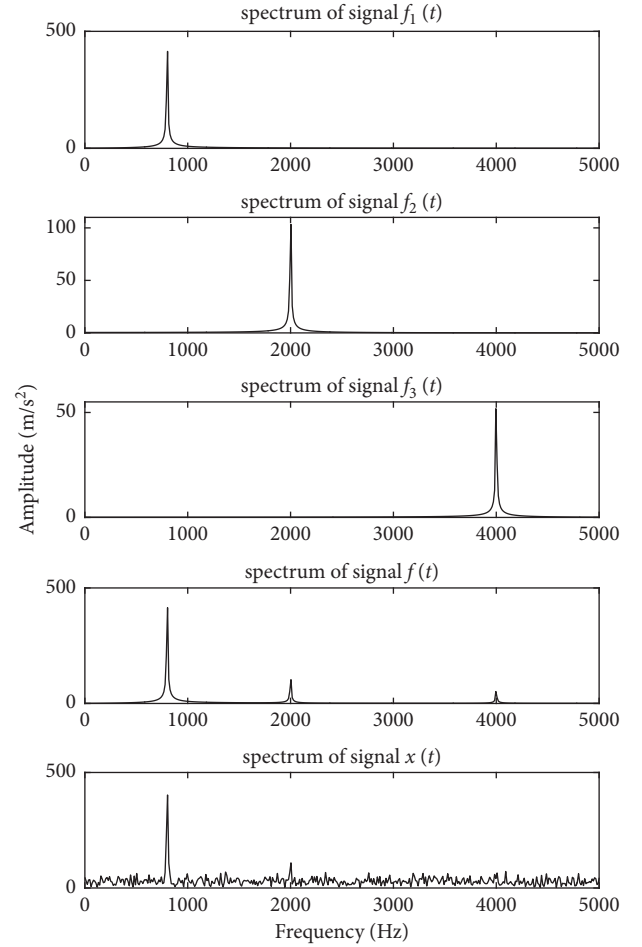 spectrum of signal f₁ (t)
500
0
0 1000 2000 3000 4000 5000
spectrum of signal f₂ (t)
100
50
0
0 1000 2000 3000 4000 5000
spectrum of signal f₃ (t)
50
0
0 1000 2000 3000 4000 5000
Amplitude (m/s²)
spectrum of signal f (t)
500
0
0 1000 2000 3000 4000 5000
spectrum of signal x (t)
500
0
0 1000 2000 3000 4000 5000
Frequency (Hz)